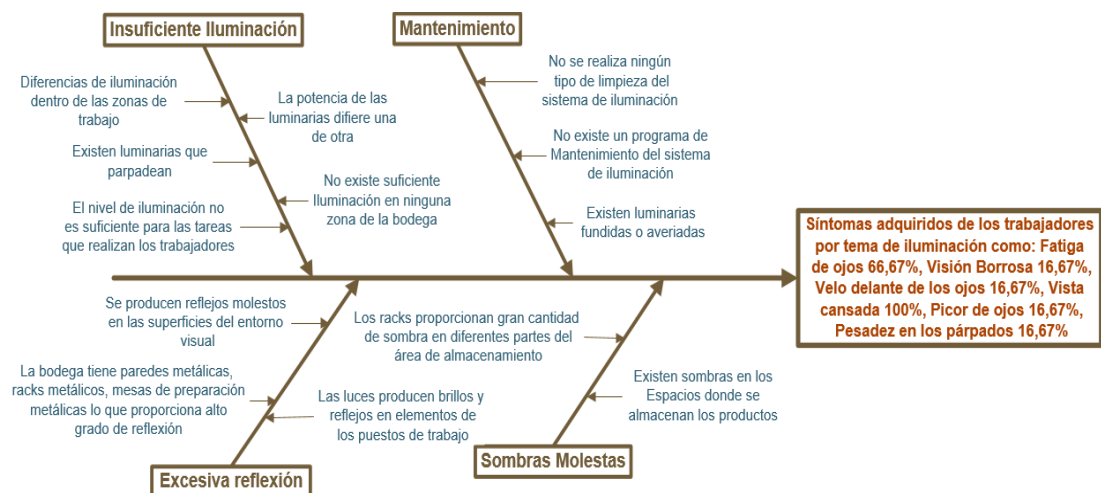 Insuficiente Iluminación
Diferencias de iluminación
dentro de las zonas de
trabajo
La potencia de las
luminarias difiere una
de otra
Existen luminarias que
parpadean
No existe suficiente
Iluminación en ninguna
zona de la bodega
El nivel de iluminación no
es suficiente para las tareas
que realizan los trabajadores
Mantenimiento
No se realiza ningún
tipo de limpieza del
sistema de iluminación
No existe un programa de
Mantenimiento del sistema
de iluminación
Existen luminarias
fundidas o averiadas
Síntomas adquiridos de los trabajadores
por tema de iluminación como: Fatiga
de ojos 66,67%, Visión Borrosa 16,67%,
Velo delante de los ojos 16,67%, Vista
cansada 100%, Picor de ojos 16,67%,
Pesadez en los párpados 16,67%
Se producen reflejos molestos
en las superficies del entorno
visual
La bodega tiene paredes metálicas,
racks metálicos, mesas de preparación
metálicas lo que proporciona alto
grado de reflexión
Las luces producen brillos y
reflejos en elementos de
los puestos de trabajo
Excesiva reflexión
Los racks proporcionan gran cantidad
de sombra en diferentes partes del
área de almacenamiento
Existen sombras en los
Espacios donde se
almacenan los productos
Sombras Molestas